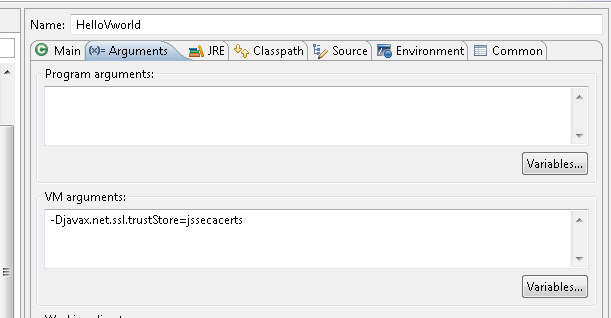 Name: HelloVworld
Main (x)= Arguments JRE Classpath Source Environment Common
Program arguments:
Variables...
VM arguments:
-Djavax.net.ssl.trustStore=jssecacerts
Variables...